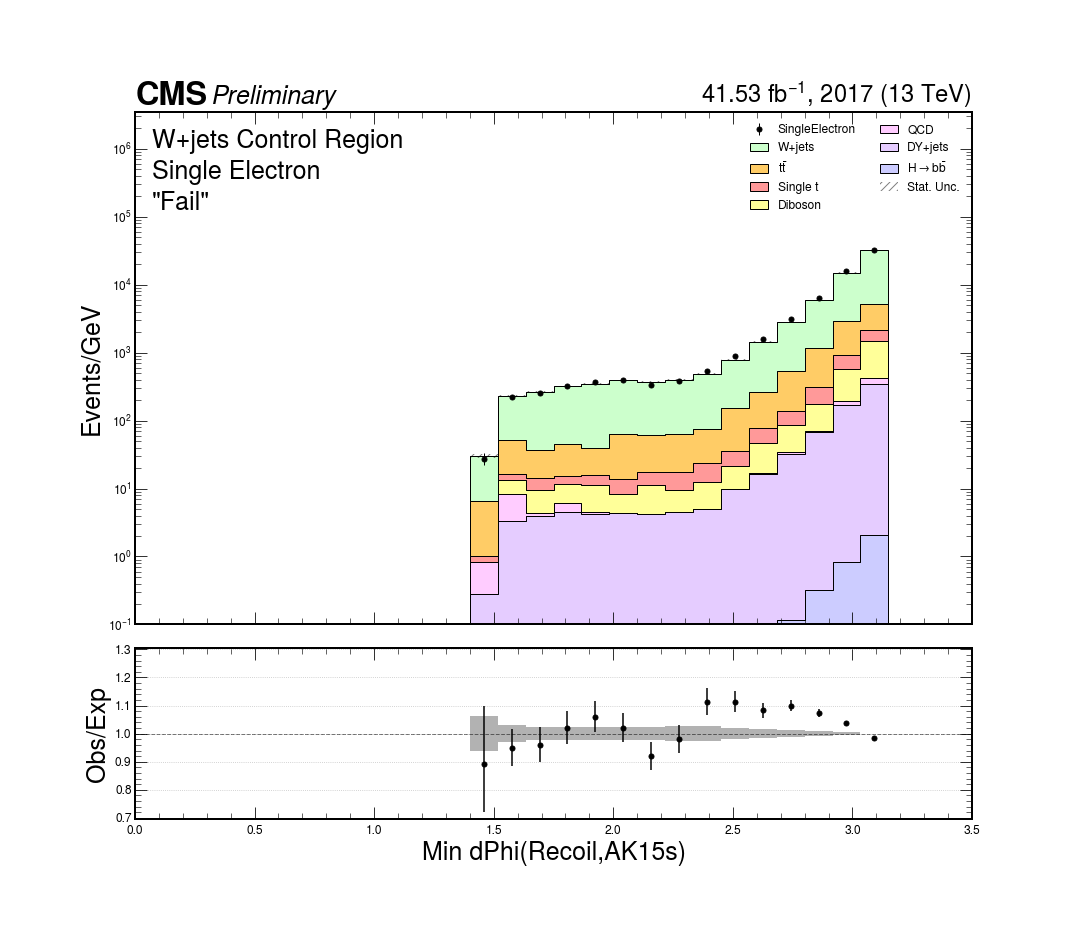 CMS Preliminary
41.53 fb⁻¹, 2017 (13 TeV)
W+jets Control Region
Single Electron
"Fail"
SingleElectron
W+jets
tt̄
Single t
Diboson
QCD
DY+jets
H→bb̄
Stat. Unc.
Events/GeV
10⁶
10⁵
10⁴
10³
10²
10¹
10⁰
10⁻¹
Obs/Exp
1.3
1.2
1.1
1.0
0.9
0.8
0.7
0.0 0.5 1.0 1.5 2.0 2.5 3.0 3.5
Min dPhi(Recoil,AK15s)